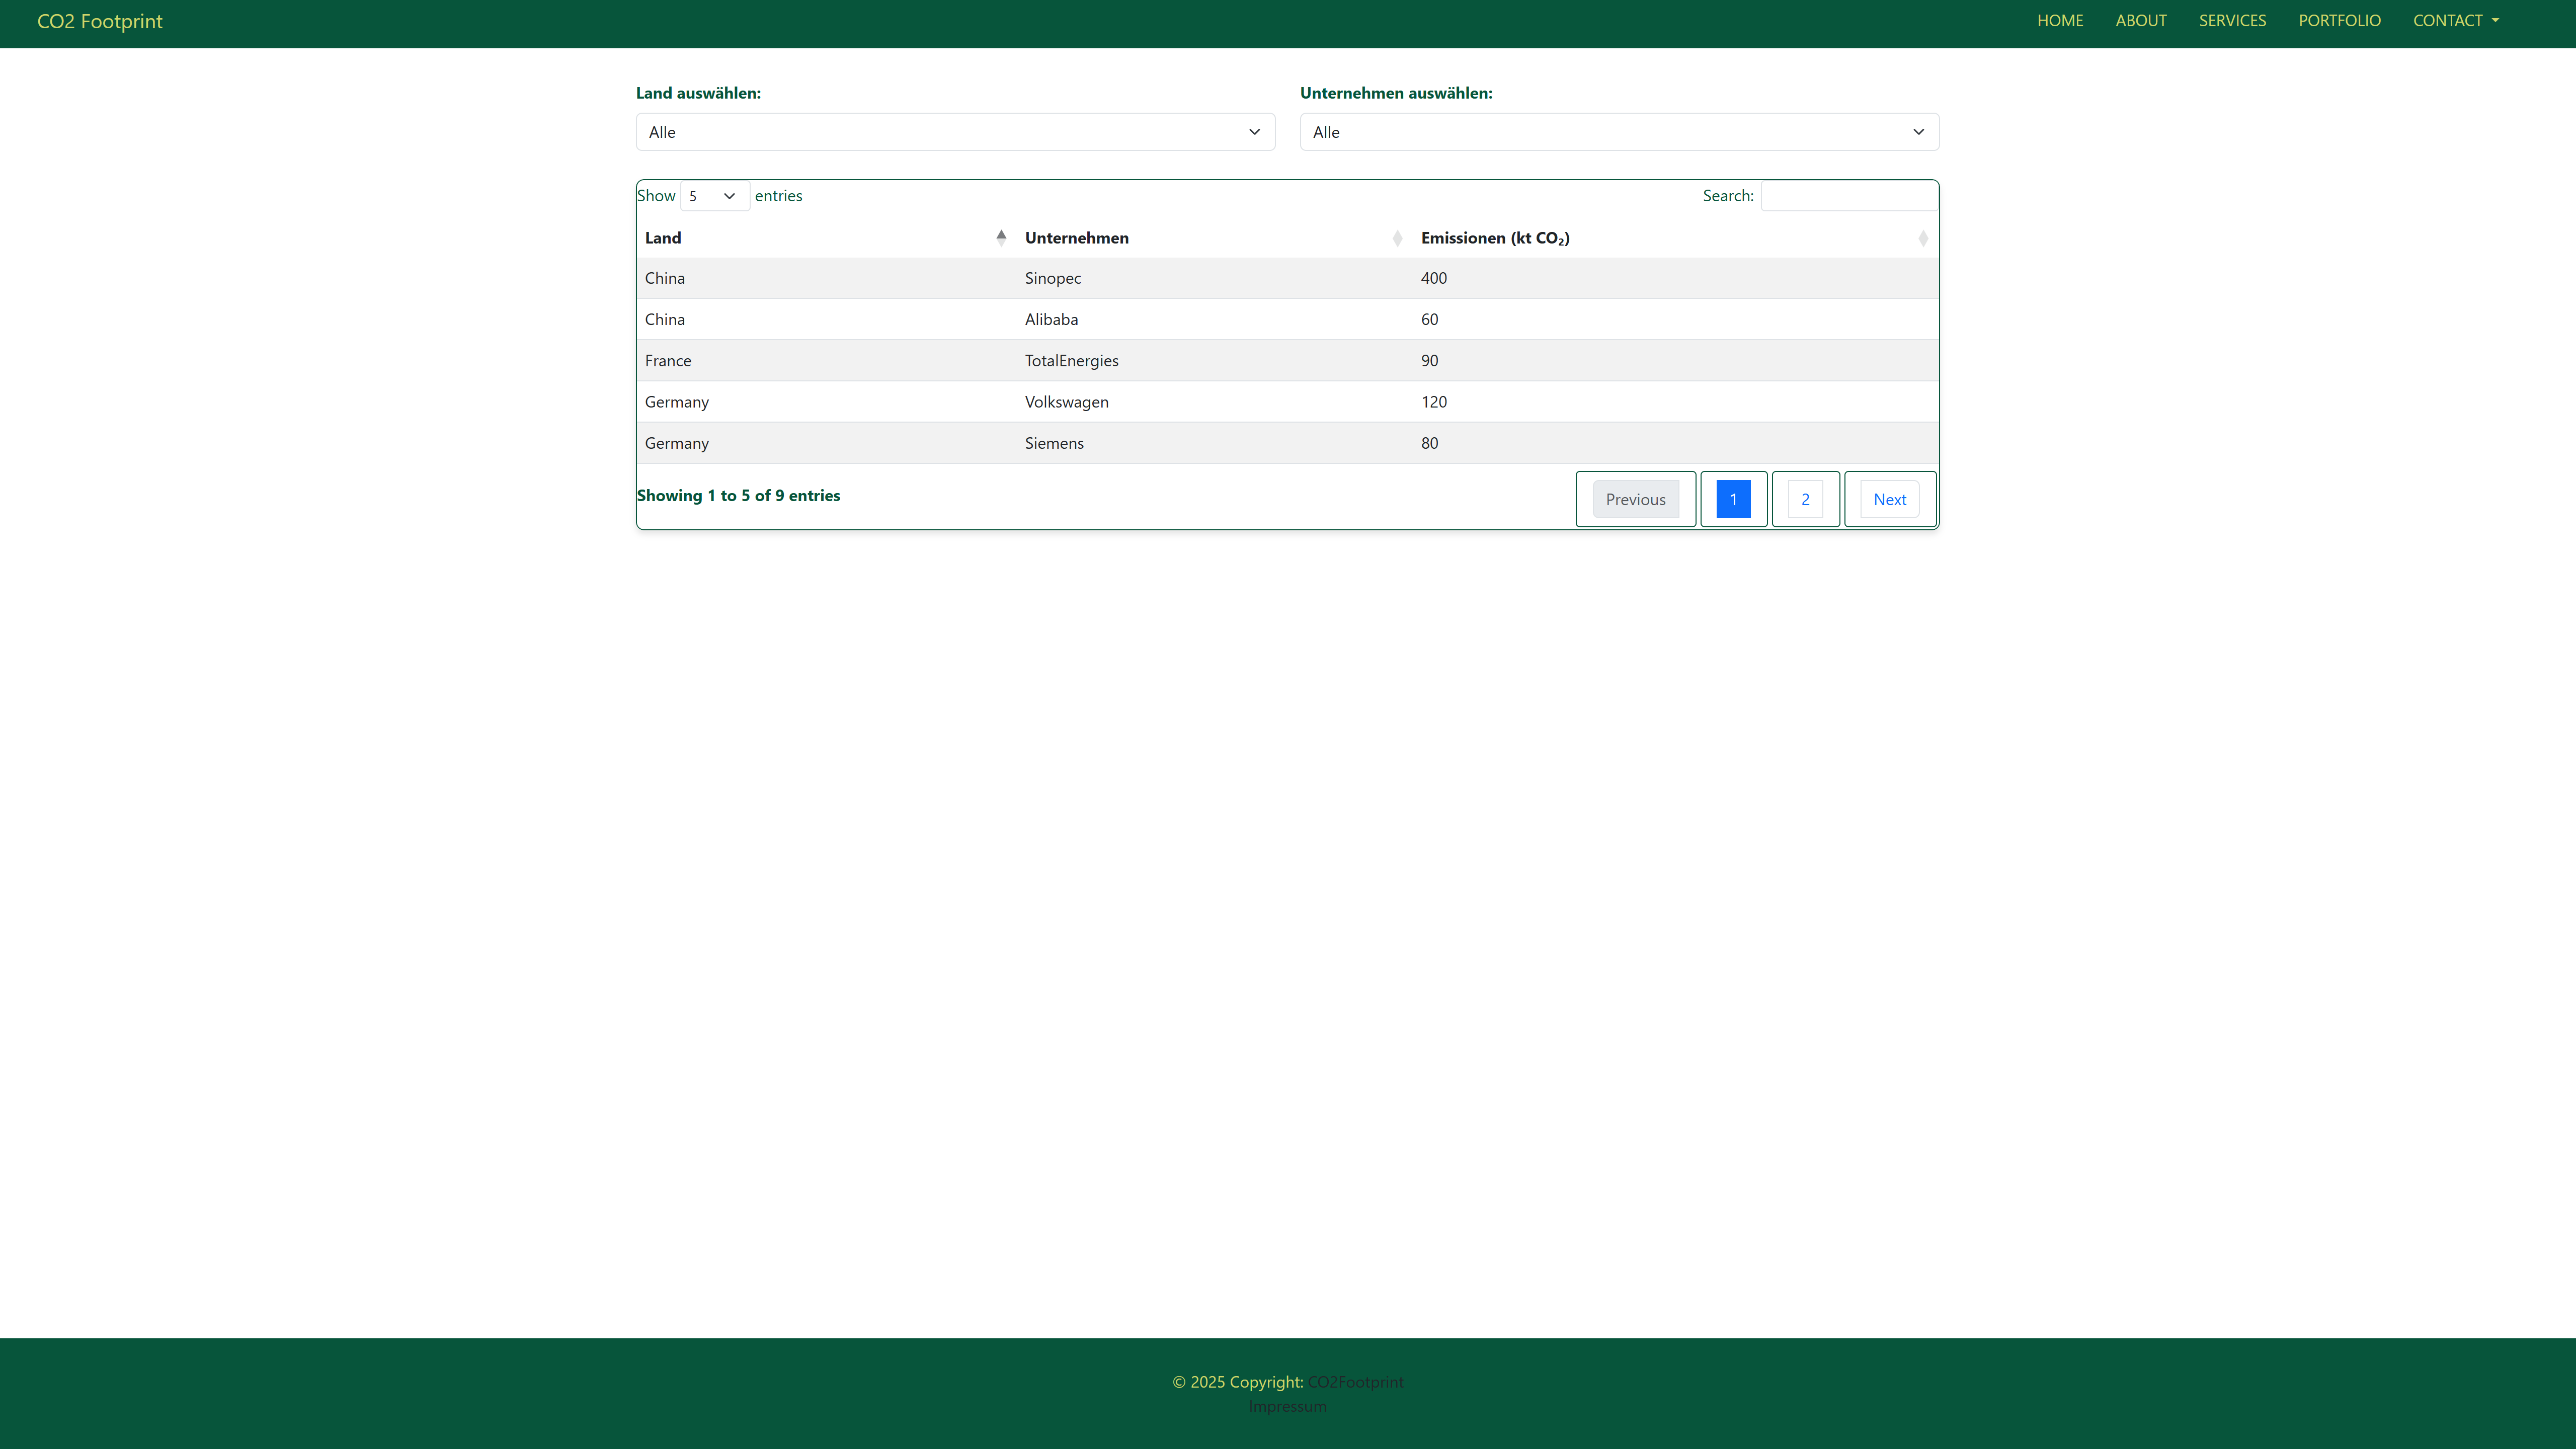 CO2 Footprint HOME ABOUT SERVICES PORTFOLIO CONTACT
Land auswählen: Unternehmen auswählen:
Alle Alle
Show 5 entries Search:
Land Unternehmen Emissionen (kt CO₂)
China Sinopec 400
China Alibaba 60
France TotalEnergies 90
Germany Volkswagen 120
Germany Siemens 80
Showing 1 to 5 of 9 entries Previous 1 2 Next
© 2025 Copyright: CO2Footprint
Impressum